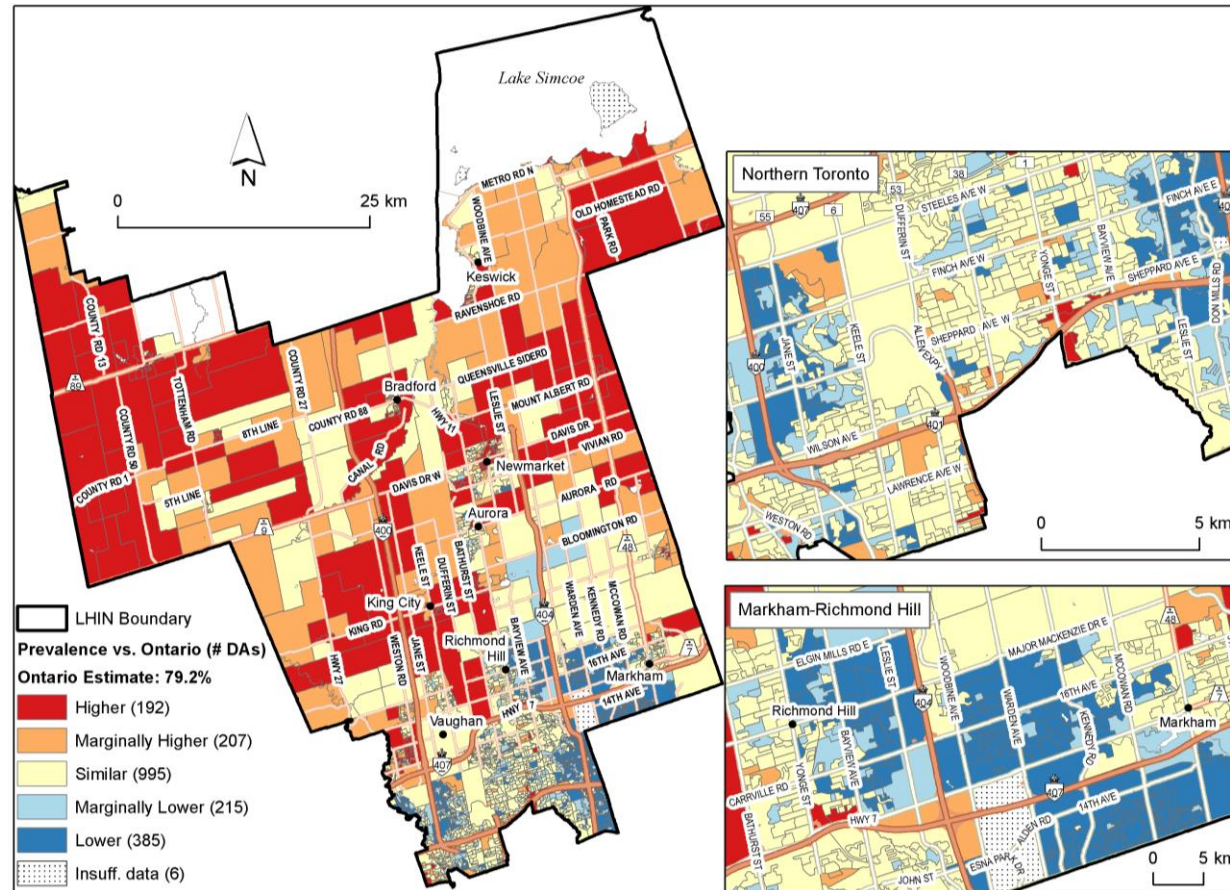 Lake Simcoe
N
0
25 km
METRO RD N
WOODBINE AVE
OLD HOMESTEAD RD
PARK RD
Keswick
RAVENSHOE RD
COUNTY RD 13
89
COUNTY RD 50
TOTTENHAM RD
COUNTY RD 27
8TH LINE
COUNTY RD 88
Bradford
HWY 11
QUEENSVILLE SIDERD
LESLIE ST
MOUNT ALBERT RD
DAVIS DR
VIVIAN RD
CANAL RD
Newmarket
COUNTY RD 1
5TH LINE
DAVIS DR W
9
400
Aurora
AURORA RD
BLOOMINGTON RD
48
KEELE ST
DUFFERIN ST
BATHURST ST
King City
KING RD
HWY 27
WESTON RD
JANE ST
404
WARDEN AVE
KENNEDY RD
MCCOWAN RD
Richmond
Hill
BAYVIEW AVE
16TH AVE
7
Markham
14TH AVE
HWY 7
Vaughan
407
LHIN Boundary
Prevalence vs. Ontario (# DAs)
Ontario Estimate: 79.2%
Higher (192)
Marginally Higher (207)
Similar (995)
Marginally Lower (215)
Lower (385)
Insuff. data (6)
Northern Toronto
1
38
53
55
407
6
STEELES AVE W
DUFFERIN ST
FINCH AVE E
FINCH AVE W
YONGE ST
BAYVIEW AVE
SHEPPARD AVE E
DON MILLS RD
LESLIE ST
SHEPPARD AVE W
KEELE ST
ALLEN EXPY
JANE ST
400
401
WILSON AVE
LAWRENCE AVE W
WESTON RD
0
5 km
Markham-Richmond Hill
48
MAJOR MACKENZIE DR E
ELGIN MILLS RD E
LESLIE ST
404
WOODBINE AVE
WARDEN AVE
16TH AVE
KENNEDY RD
MCCOWAN RD
7
Markham
Richmond Hill
BAYVIEW AVE
YONGE ST
CARRVILLE RD
BATHURST ST
HWY 7
407
14TH AVE
ALDEN RD
ESNA PARK DR
JOHN ST
0
5 km